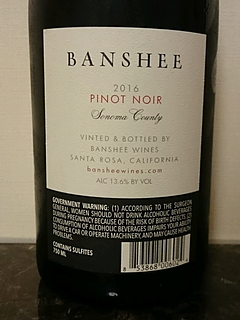 BANSHEE
2016
PINOT NOIR
Sonoma County
VINTED & BOTTLED BY
BANSHEE WINES
SANTA ROSA, CALIFORNIA
bansheewines.com
ALC 13.6% BY VOL
GOVERNMENT WARNING: (1) ACCORDING TO THE SURGEON
GENERAL, WOMEN SHOULD NOT DRINK ALCOHOLIC BEVERAGES
DURING PREGNANCY BECAUSE OF THE RISK OF BIRTH DEFECTS. (2)
CONSUMPTION OF ALCOHOLIC BEVERAGES IMPAIRS YOUR ABILITY
TO DRIVE A CAR OR OPERATE MACHINERY, AND MAY CAUSE HEALTH
PROBLEMS.
CONTAINS SULFITES
750 ML